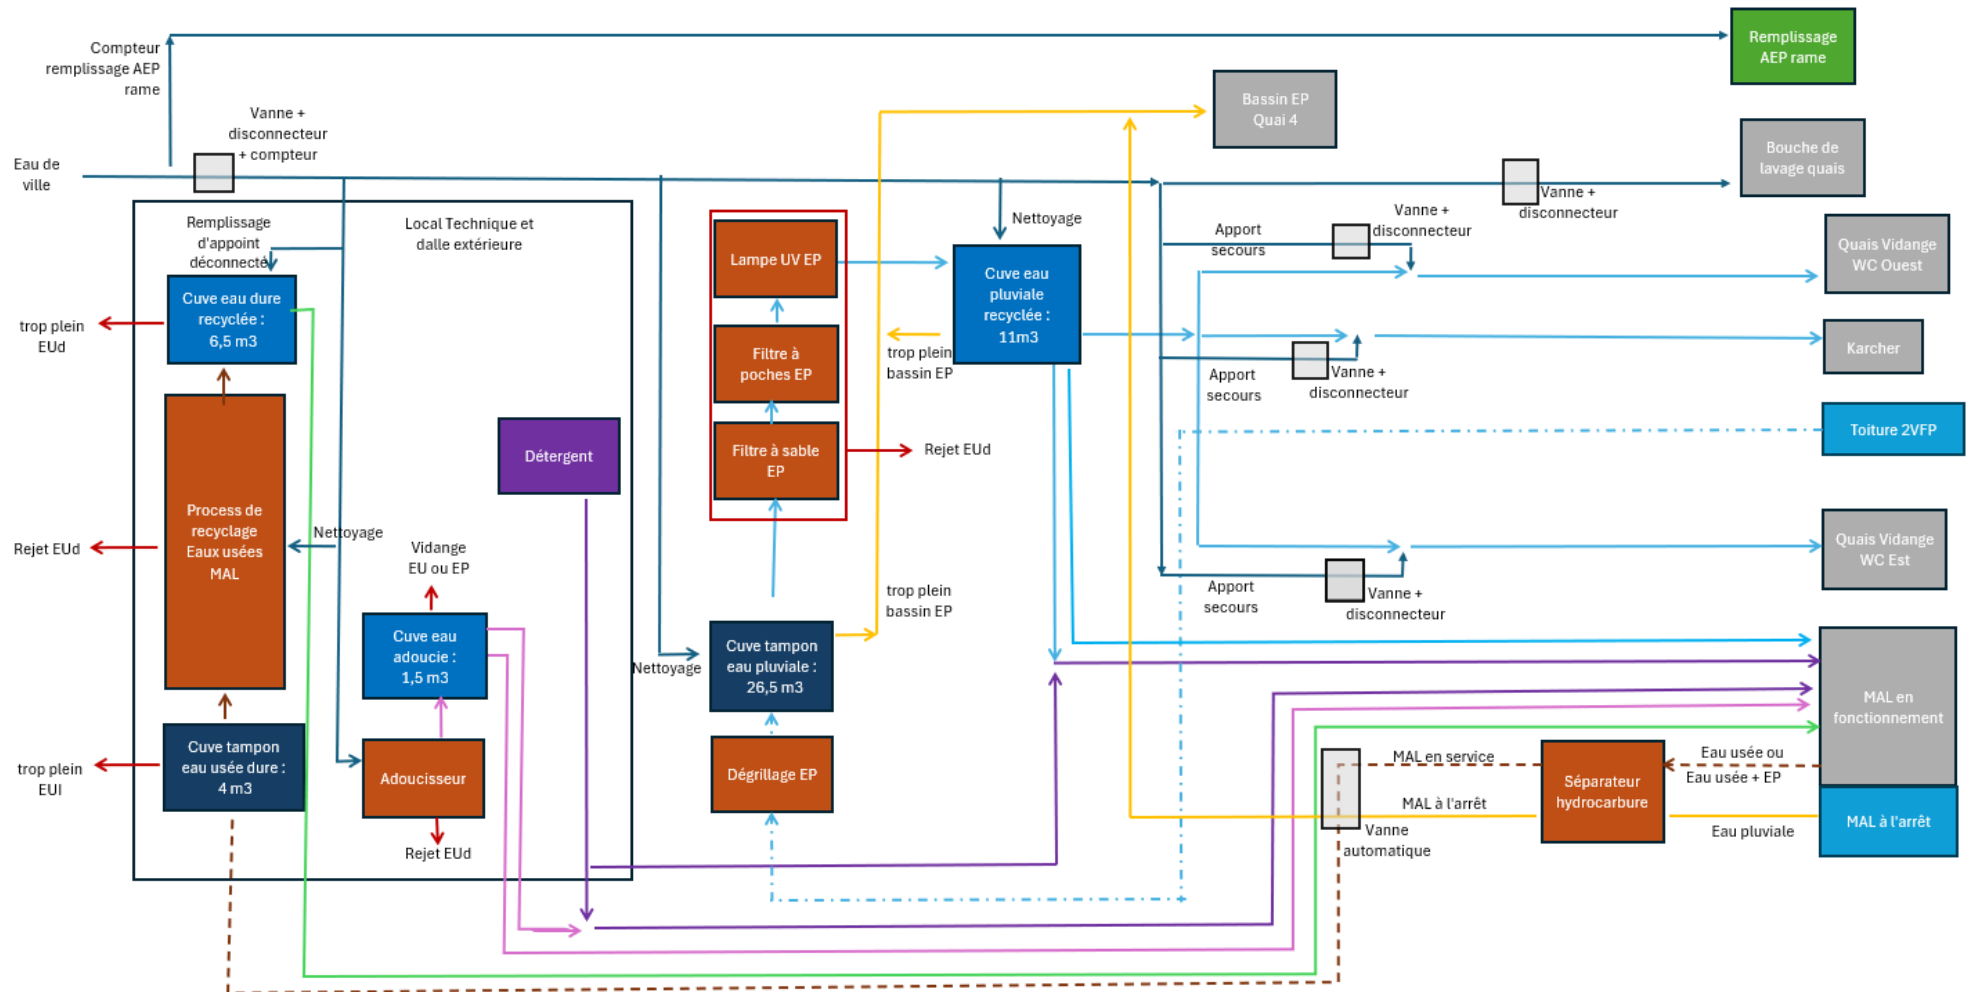 Compteur
remplissage AEP
rame
Remplissage
AEP rame
Bassin EP
Quai 4
Vanne +
disconnecteur
+ compteur
Eau de
ville
Bouche de
lavage quais
Vanne +
disconnecteur
Remplissage
d'appoint
déconnecté
Local Technique et
dalle extérieure
Nettoyage
Apport
secours
Vanne +
disconnecteur
Quais Vidange
WC Ouest
Lampe UV EP
Cuve eau
pluviale
recyclée :
11m3
Cuve eau dure
recyclée :
6,5 m3
trop plein
EUd
Filtre à
poches EP
trop plein
bassin EP
Apport
secours
Vanne +
disconnecteur
Karcher
Toiture 2VFP
Détergent
Filtre à sable
EP
Rejet EUd
Process de
recyclage
Eaux usées
MAL
Nettoyage
Rejet EUd
Vidange
EU ou EP
Quais Vidange
WC Est
Apport
secours
Vanne +
disconnecteur
trop plein
bassin EP
Cuve eau
adoucie :
1,5 m3
Nettoyage
Cuve tampon
eau pluviale :
26,5 m3
MAL en
fonctionnement
Cuve tampon
eau usée dure :
4 m3
trop plein
EUI
Adoucisseur
Dégrillage EP
MAL en service
Séparateur
hydrocarbure
Eau usée ou
Eau usée + EP
MAL à l'arrêt
Vanne
automatique
Eau pluviale
MAL à l'arrêt
Rejet EUd